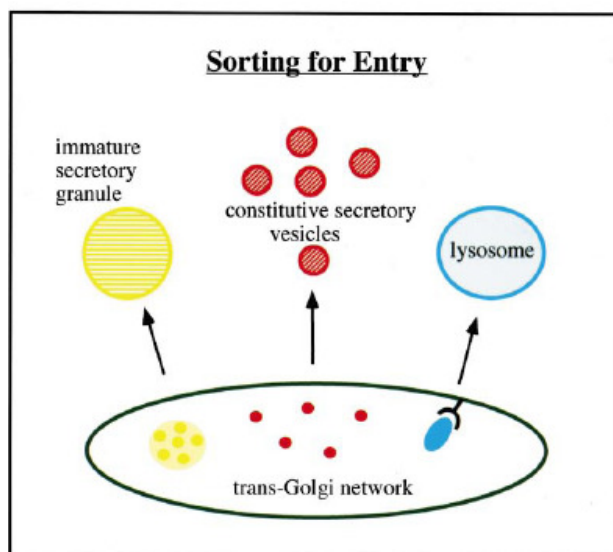 Sorting for Entry
immature
secretory
granule
constitutive secretory
vesicles
lysosome
trans-Golgi network